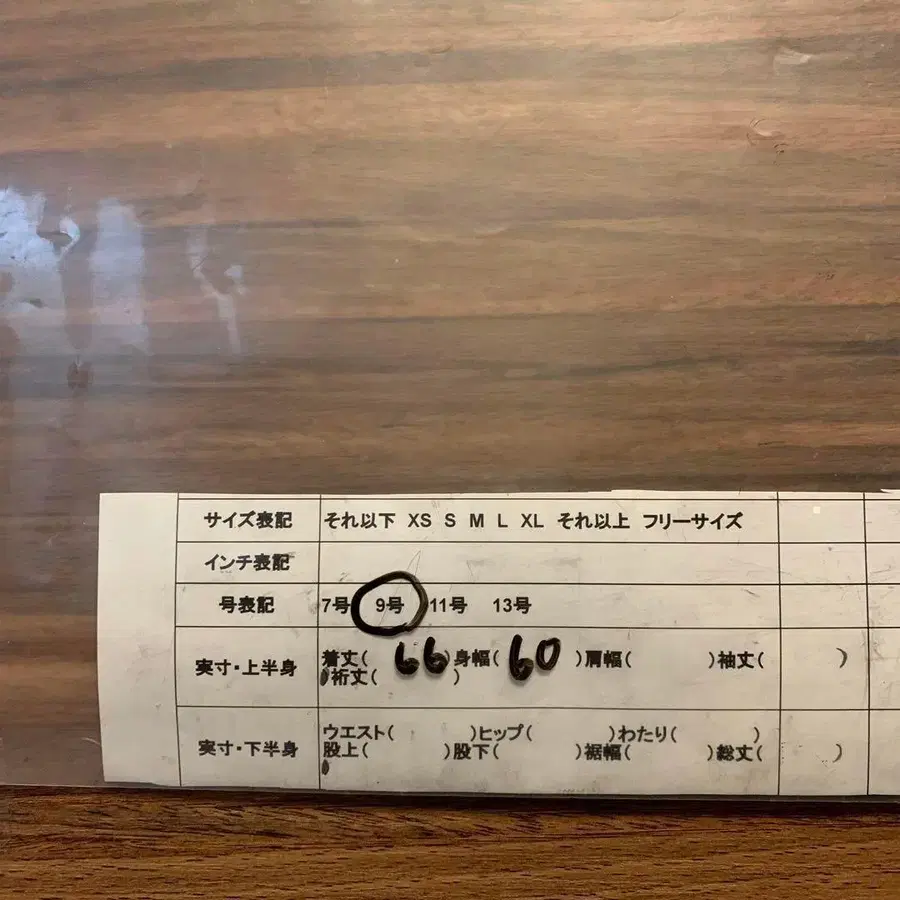 サイズ表記 それ以下 XS S M L XL それ以上 フリーサイズ
インチ表記
号表記 7号 9号 11号 13号
実寸・上半身 着丈( 66 )身幅( 60 )肩幅( )袖丈( )
裄丈( )
実寸・下半身 ウエスト( )ヒップ( )わたり( )
股上( )股下( )裾幅( )総丈( )